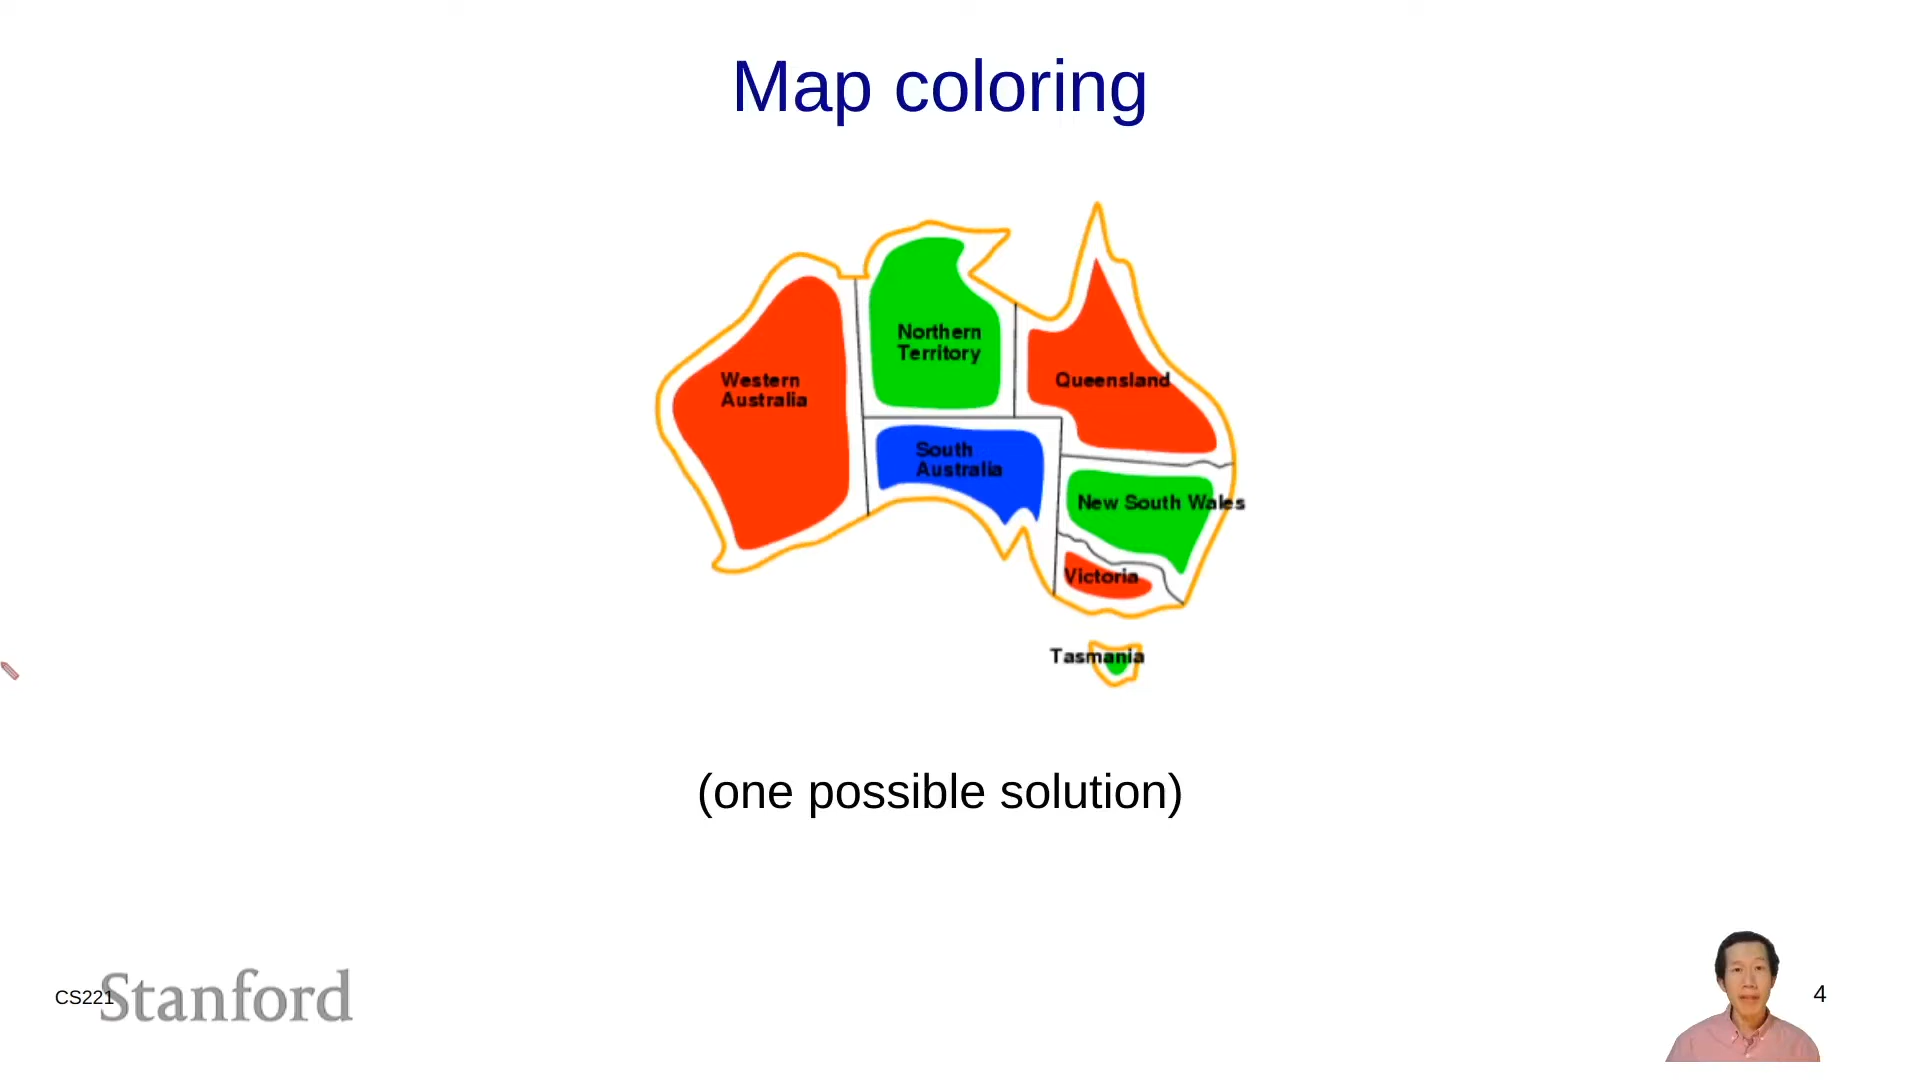 Map coloring
Northern
Territory
Western
Australia
Queensland
South
Australia
New South Wales
Victoria
Tasmania
(one possible solution)
CS221
Stanford
4